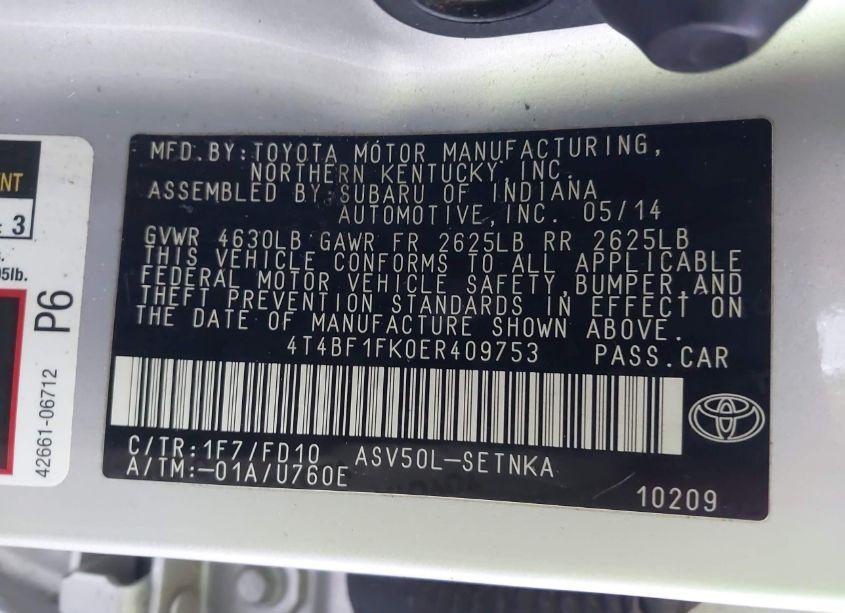 MFD.BY:TOYOTA MOTOR MANUFACTURING,
NORTHERN KENTUCKY,INC.
ASSEMBLED BY:SUBARU OF INDIANA
AUTOMOTIVE,INC. 05/14
GVWR 4630LB GAWR FR 2625LB RR 2625LB
THIS VEHICLE CONFORMS TO ALL APPLICABLE
FEDERAL MOTOR VEHICLE SAFETY,BUMPER,AND
THEFT PREVENTION STANDARDS IN EFFECT ON
THE DATE OF MANUFACTURE SHOWN ABOVE.
4T4BF1FK0ER409753 PASS.CAR
C/TR:1F7/FD10 ASV50L-SETNKA
A/TM:-01A/U760E
10209
3
P6
42661-06712